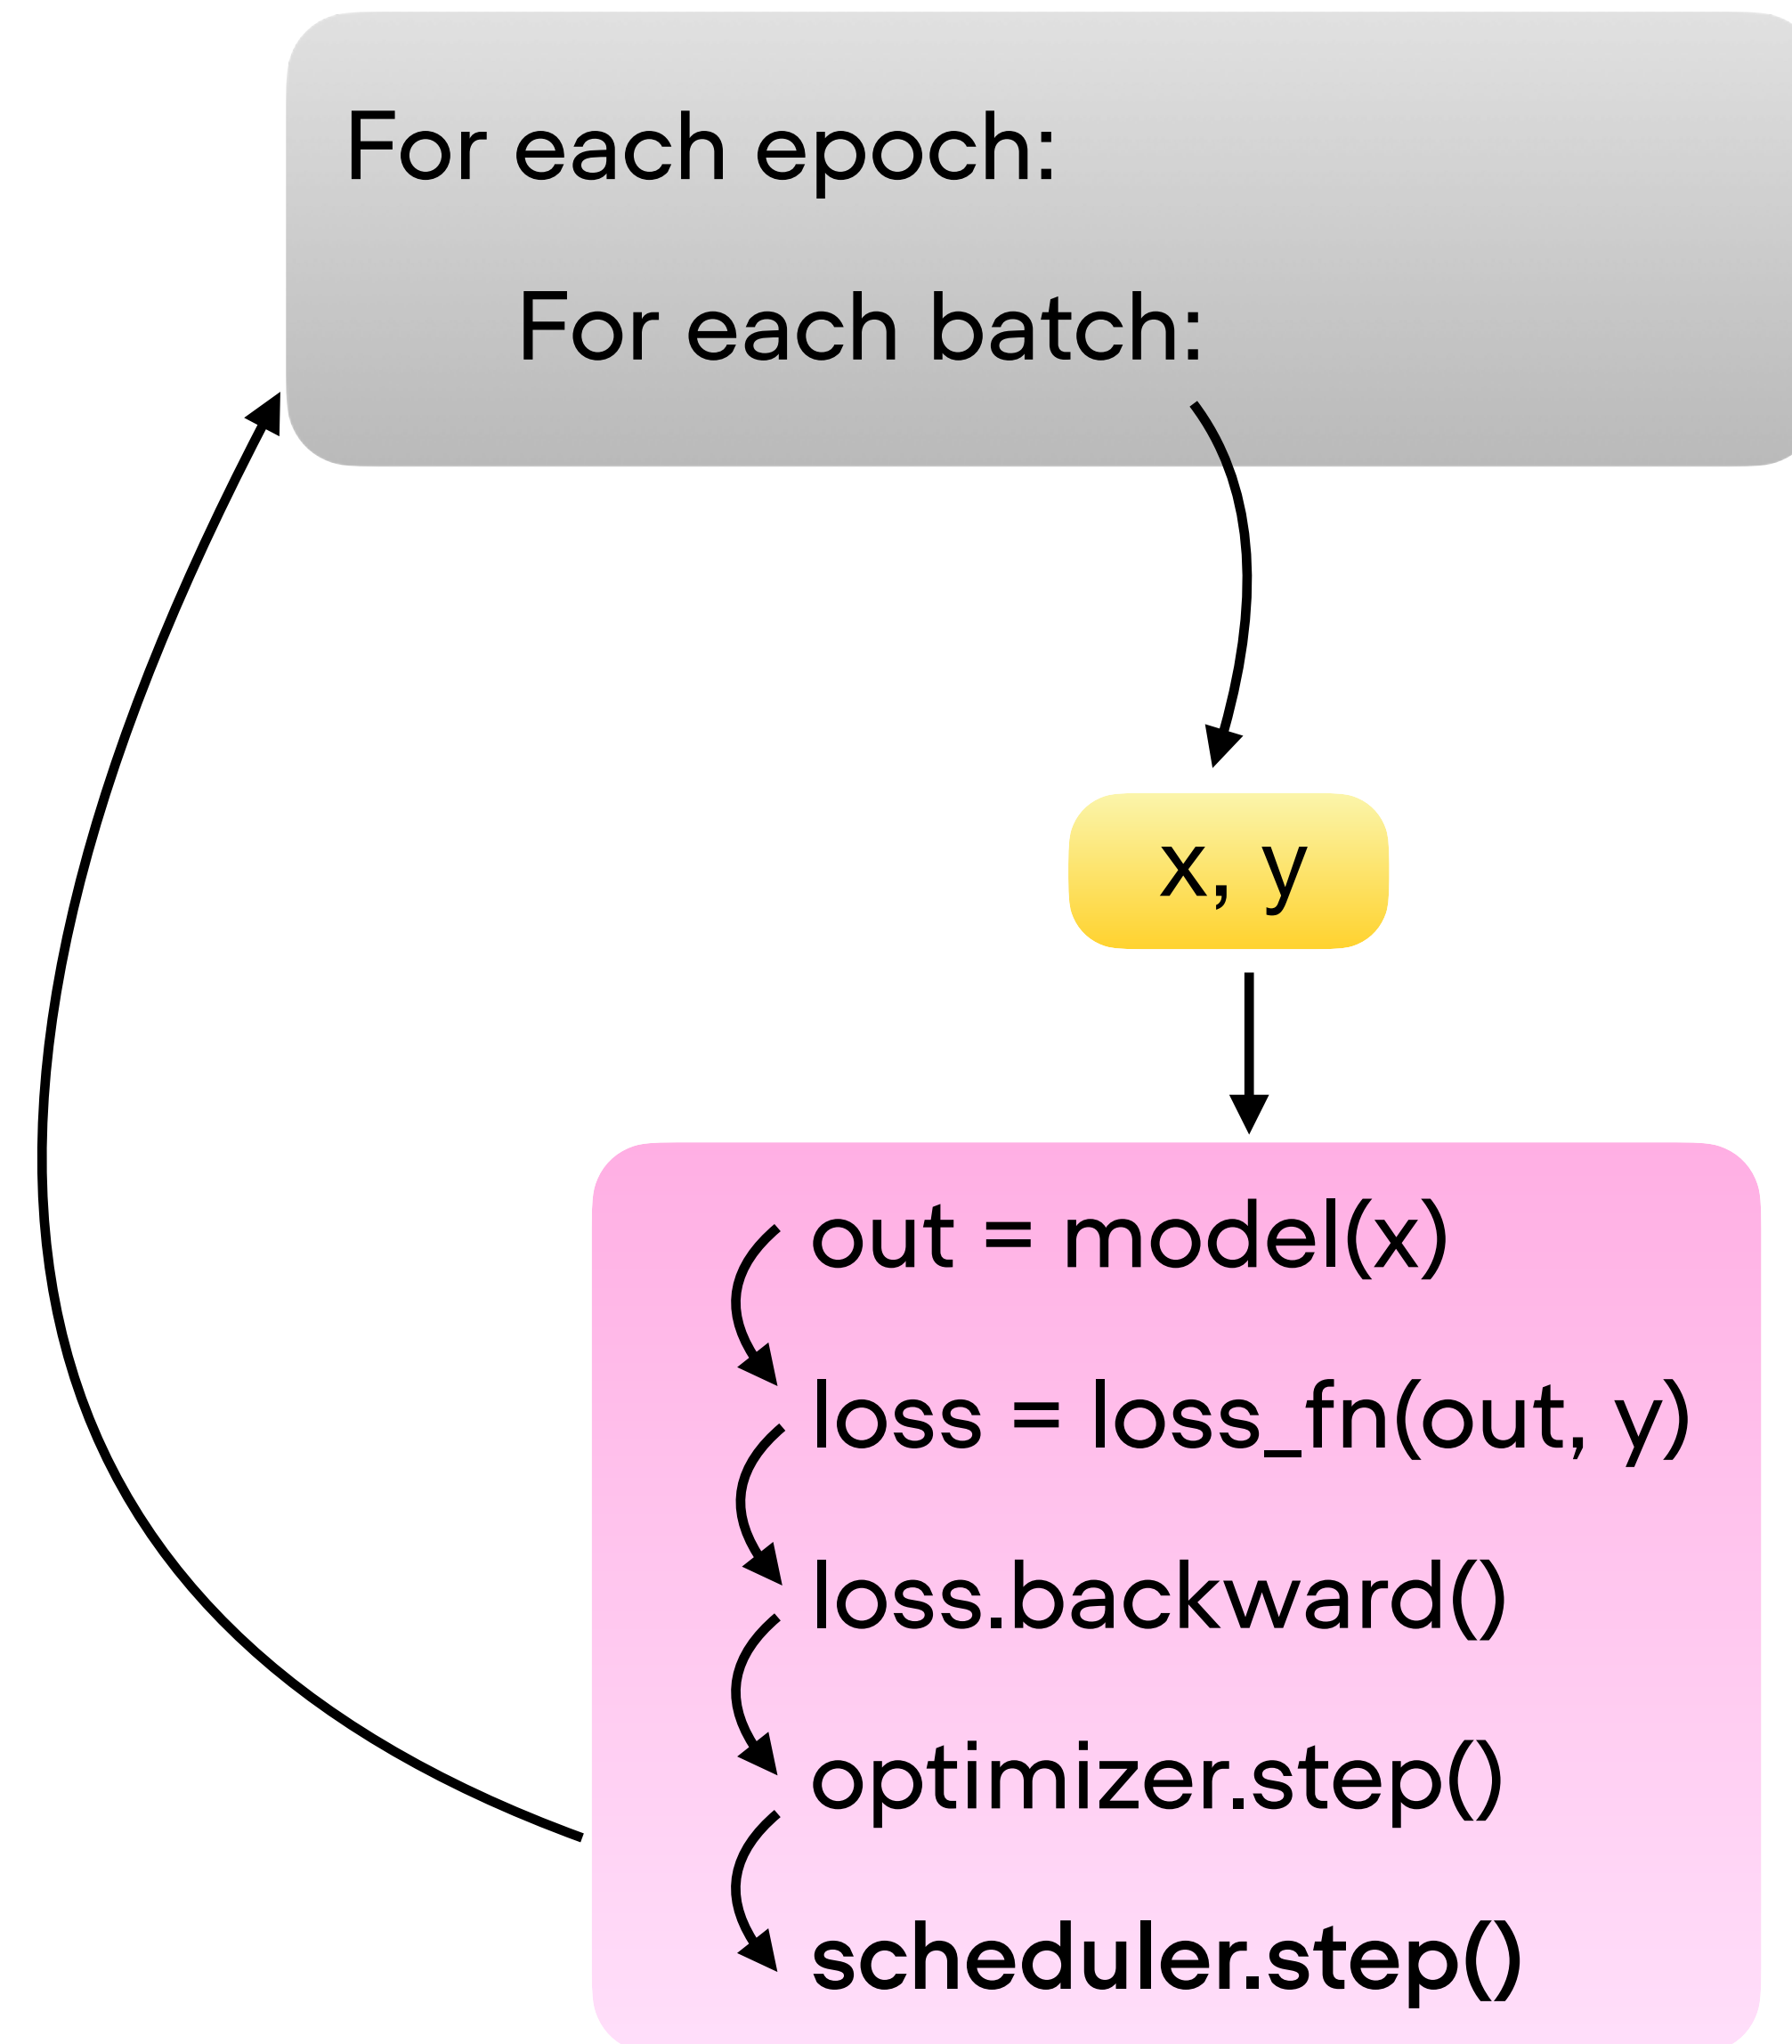 For each epoch:
For each batch:
x, y
out = model(x)
loss = loss_fn(out, y)
loss.backward()
optimizer.step()
scheduler.step()